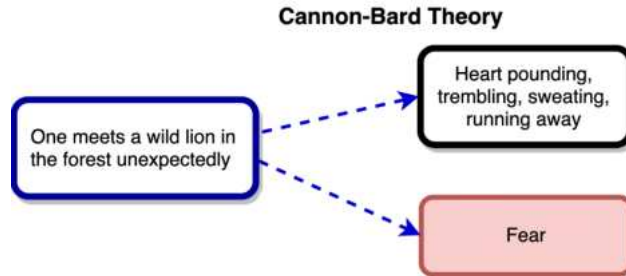 Cannon-Bard Theory
Heart pounding,
trembling, sweating,
running away
One meets a wild lion in
the forest unexpectedly
Fear